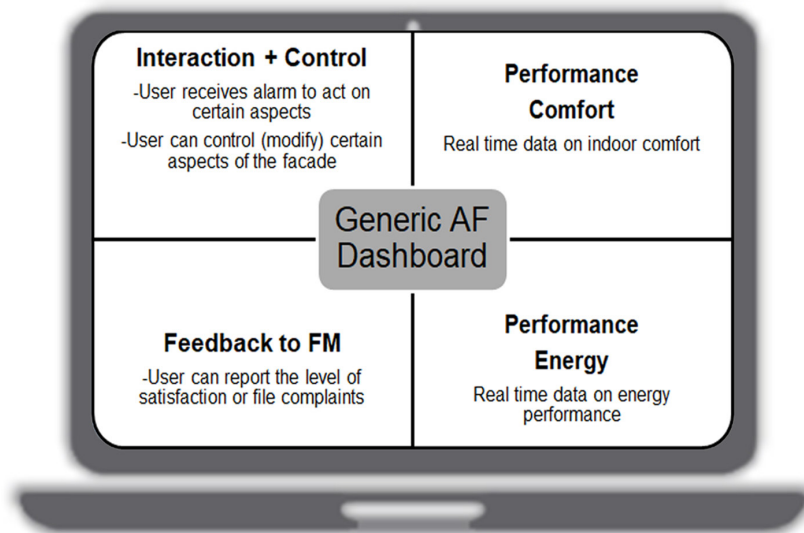 Interaction + Control
-User receives alarm to act on
certain aspects
-User can control (modify) certain
aspects of the facade
Performance
Comfort
Real time data on indoor comfort
Generic AF
Dashboard
Feedback to FM
-User can report the level of
satisfaction or file complaints
Performance
Energy
Real time data on energy
performance